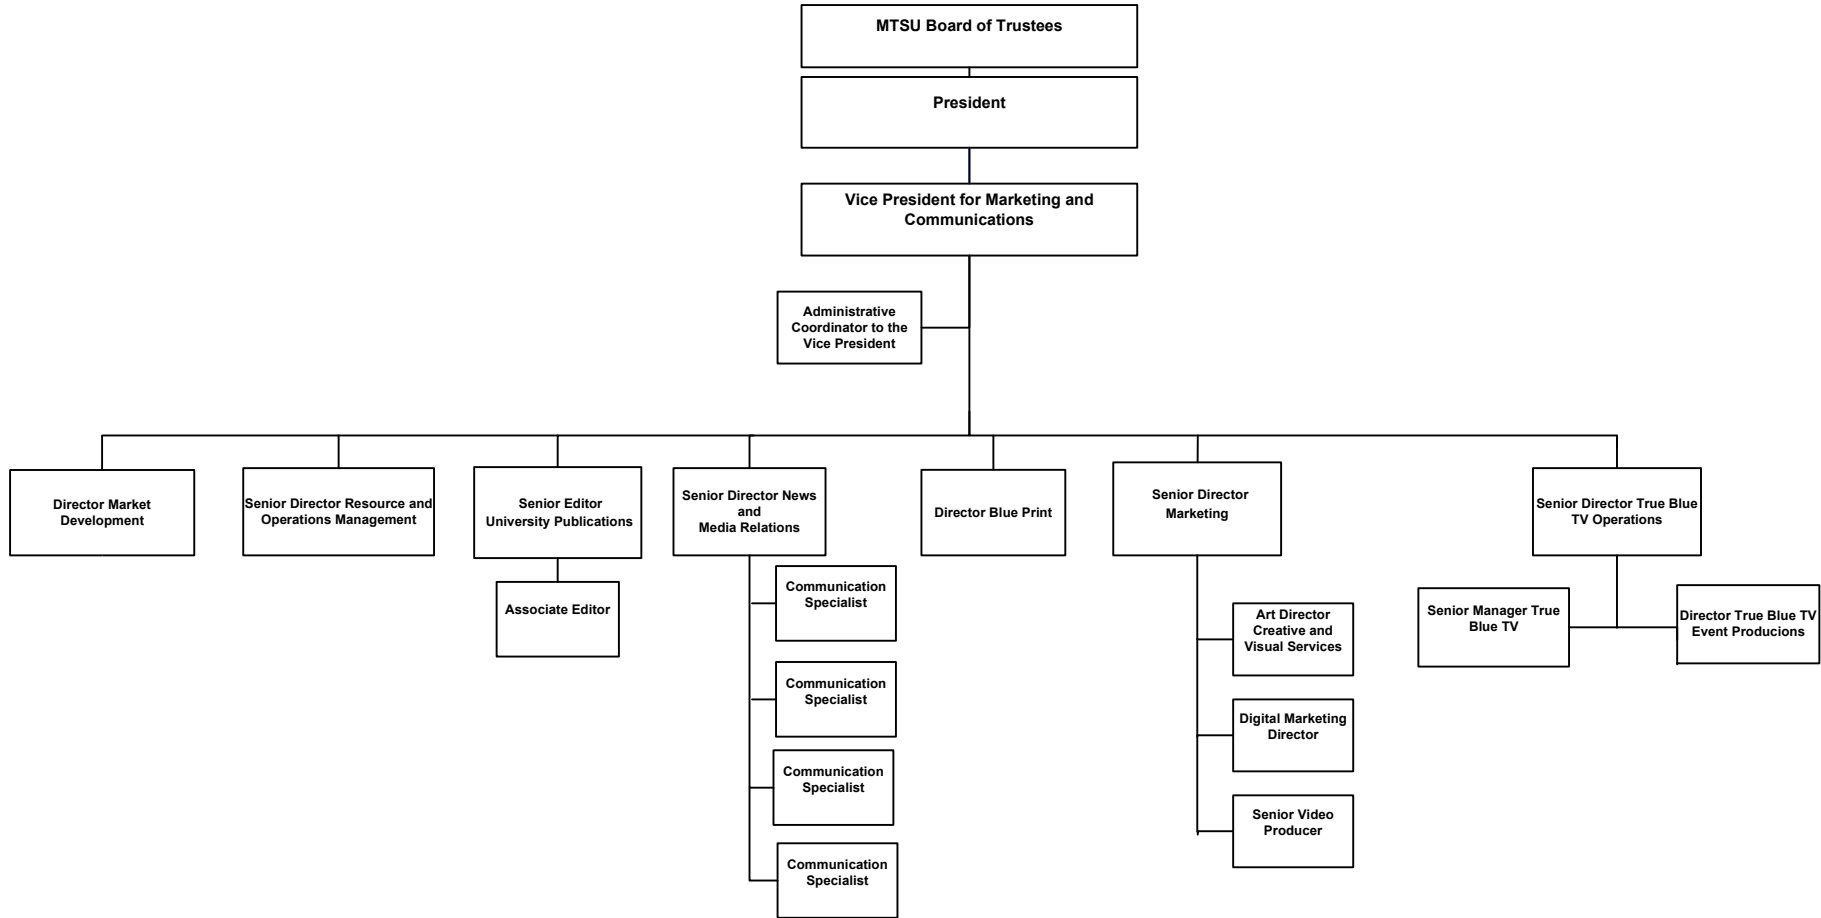 MTSU Board of Trustees
President
Vice President for Marketing and
Communications
Administrative
Coordinator to the
Vice President
Director Market
Development
Senior Director Resource and
Operations Management
Senior Editor
University Publications
Senior Director News
and
Media Relations
Director Blue Print
Senior Director
Marketing
Senior Director True Blue
TV Operations
Associate Editor
Communication
Specialist
Communication
Specialist
Communication
Specialist
Communication
Specialist
Art Director
Creative and
Visual Services
Digital Marketing
Director
Senior Video
Producer
Senior Manager True
Blue TV
Director True Blue TV
Event Producions